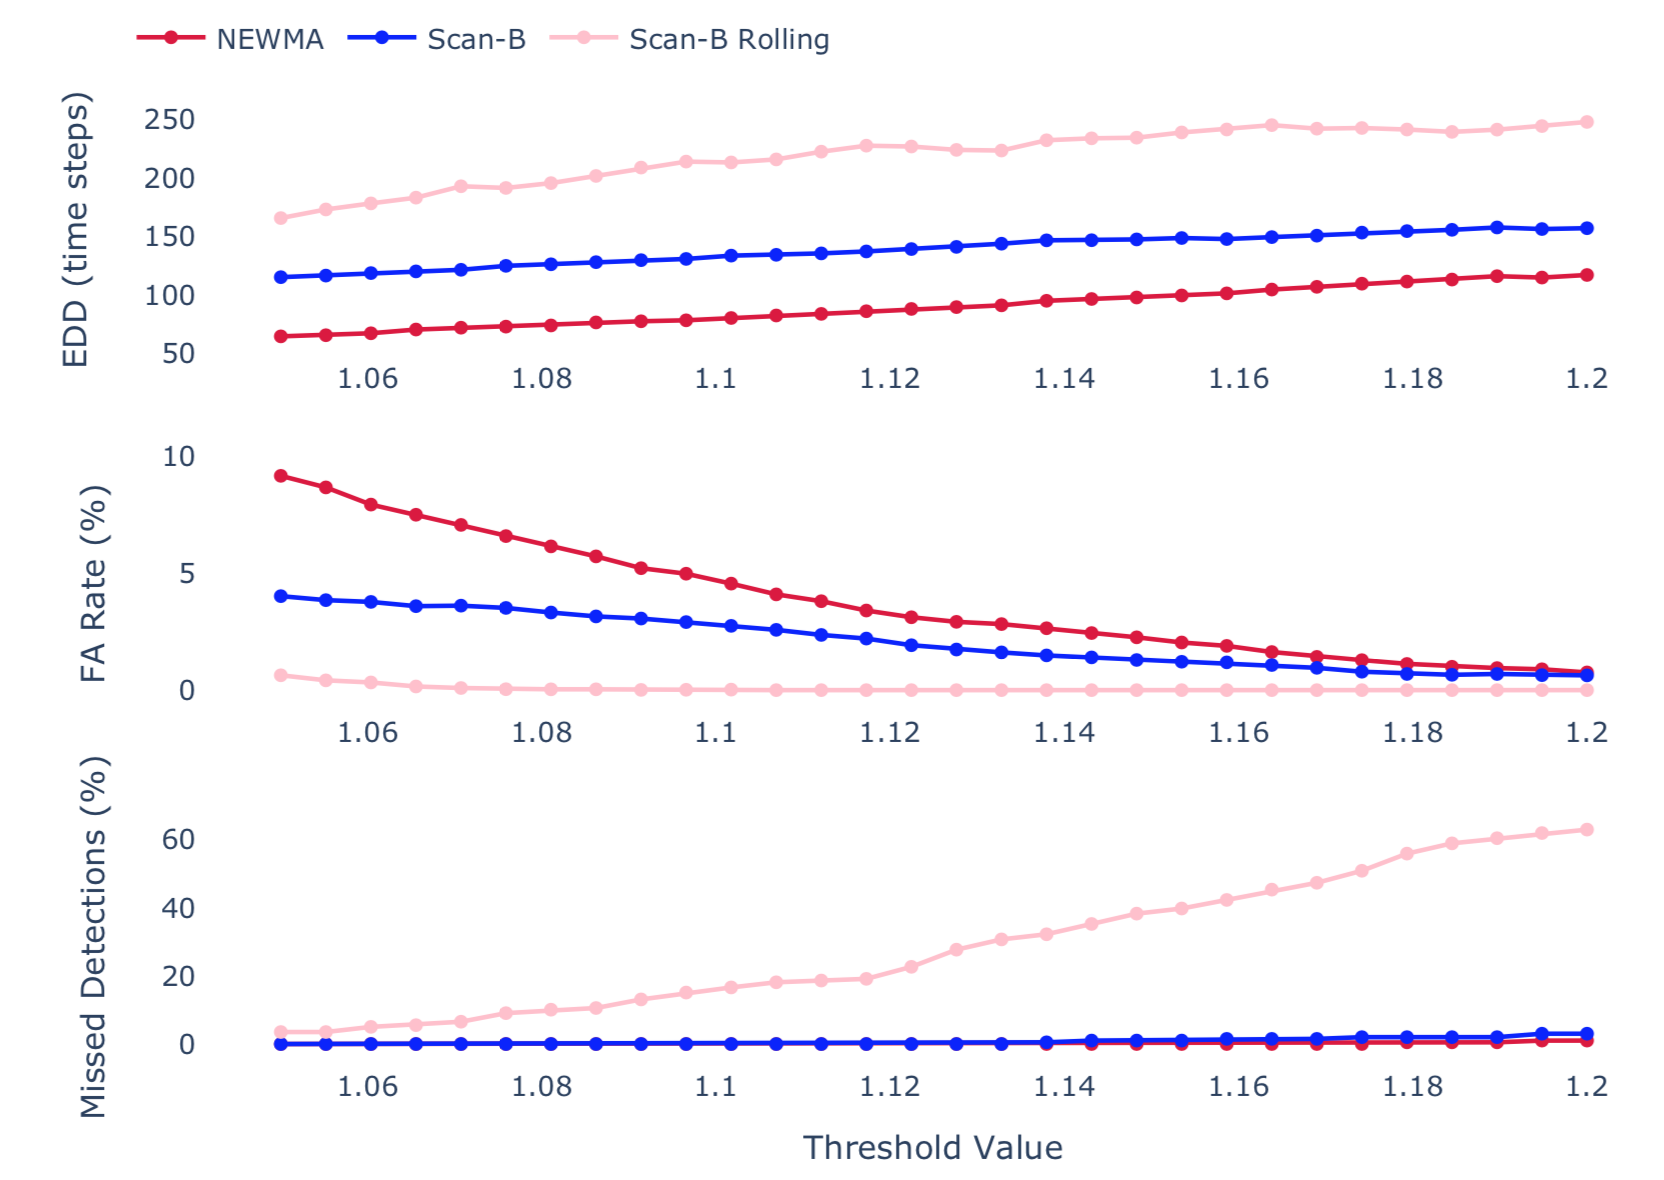 NEWMA Scan-B Scan-B Rolling
EDD (time steps)
250
200
150
100
50
1.06 1.08 1.1 1.12 1.14 1.16 1.18 1.2
FA Rate (%)
10
5
0
1.06 1.08 1.1 1.12 1.14 1.16 1.18 1.2
Missed Detections (%)
60
40
20
0
1.06 1.08 1.1 1.12 1.14 1.16 1.18 1.2
Threshold Value